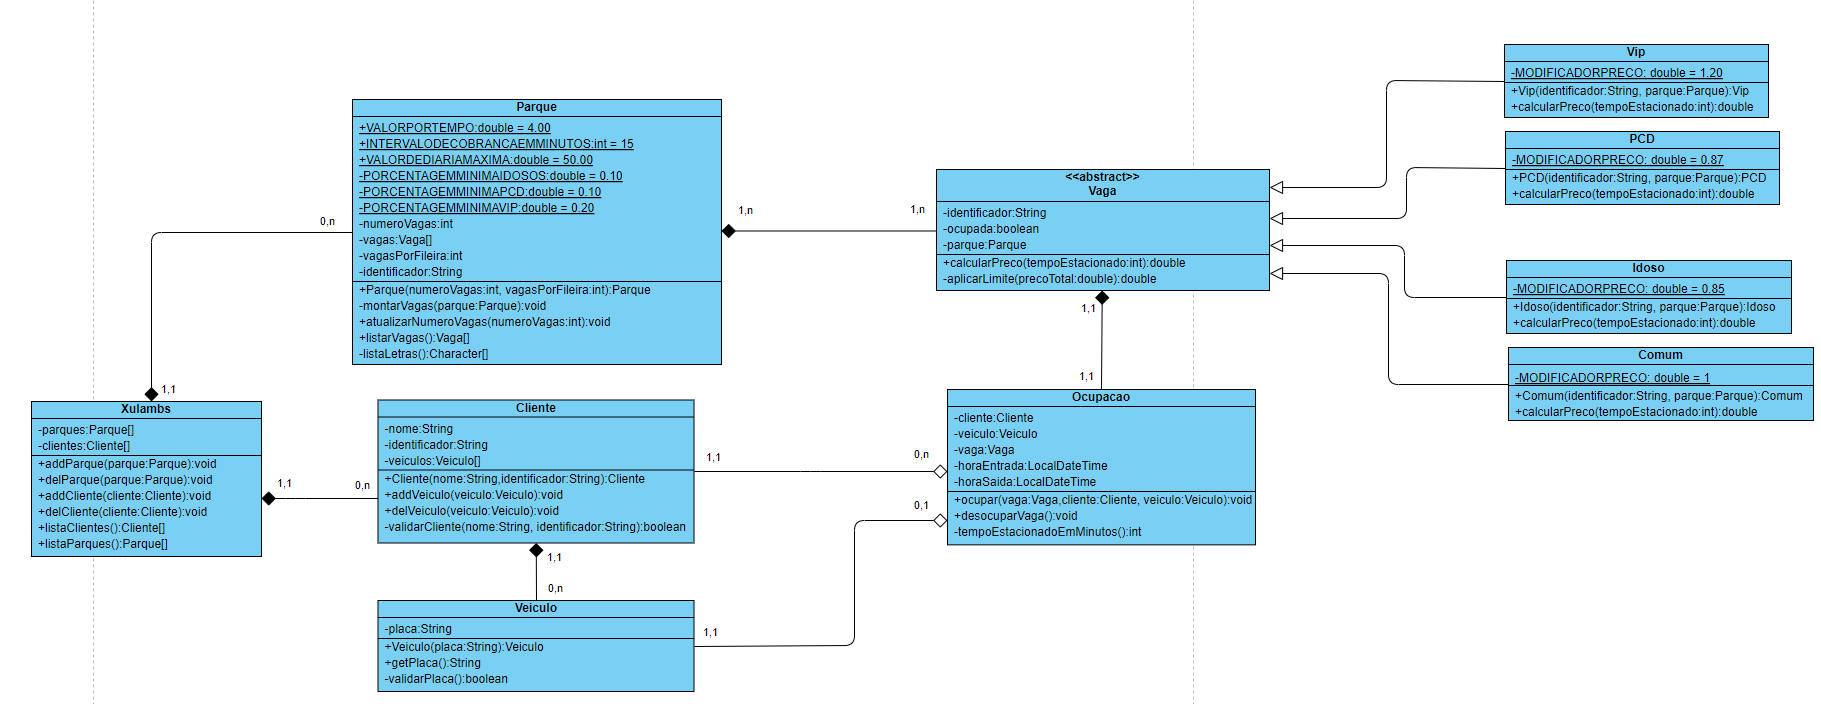 Parque
+VALORPORTEMPO:double = 4.00
+INTERVALODECOBRANCAEMMINUTOS:int = 15
+VALORDEDIARIAMAXIMA:double = 50.00
-PORCENTAGEMMINIMAIDOSOS:double = 0.10
-PORCENTAGEMMINIMAPCD:double = 0.10
-PORCENTAGEMMINIMAVIP:double = 0.20
-numeroVagas:int
-vagas:Vaga[]
-vagasPorFileira:int
-identificador:String
+Parque(numeroVagas:int, vagasPorFileira:int):Parque
-montarVagas(parque:Parque):void
+atualizarNumeroVagas(numeroVagas:int):void
+listarVagas():Vaga[]
-listaLetras():Character[]
0,n
1,1
1,n
1,n
<<abstract>>
Vaga
-identificador:String
-ocupada:boolean
-parque:Parque
+calcularPreco(tempoEstacionado:int):double
-aplicarLimite(precoTotal:double):double
1,1
1,1
Vip
-MODIFICADORPRECO: double = 1.20
+Vip(identificador:String, parque:Parque):Vip
+calcularPreco(tempoEstacionado:int):double
PCD
-MODIFICADORPRECO: double = 0.87
+PCD(identificador:String, parque:Parque):PCD
+calcularPreco(tempoEstacionado:int):double
Idoso
-MODIFICADORPRECO: double = 0.85
+Idoso(identificador:String, parque:Parque):Idoso
+calcularPreco(tempoEstacionado:int):double
Comum
-MODIFICADORPRECO: double = 1
+Comum(identificador:String, parque:Parque):Comum
+calcularPreco(tempoEstacionado:int):double
Xulambs
-parques:Parque[]
-clientes:Cliente[]
+addParque(parque:Parque):void
+delParque(parque:Parque):void
+addCliente(cliente:Cliente):void
+delCliente(cliente:Cliente):void
+listaClientes():Cliente[]
+listaParques():Parque[]
1,1
0,n
Cliente
-nome:String
-identificador:String
-veiculos:Veiculo[]
+Cliente(nome:String,identificador:String):Cliente
+addVeiculo(veiculo:Veiculo):void
+delVeiculo(veiculo:Veiculo):void
-validarCliente(nome:String, identificador:String):boolean
1,1
0,n
1,1
0,n
Ocupacao
-cliente:Cliente
-veiculo:Veiculo
-vaga:Vaga
-horaEntrada:LocalDateTime
-horaSaida:LocalDateTime
+ocupar(vaga:Vaga,cliente:Cliente, veiculo:Veiculo):void
+desocuparVaga():void
-tempoEstacionadoEmMinutos():int
0,1
1,1
Veiculo
-placa:String
+Veiculo(placa:String):Veiculo
+getPlaca():String
-validarPlaca():boolean